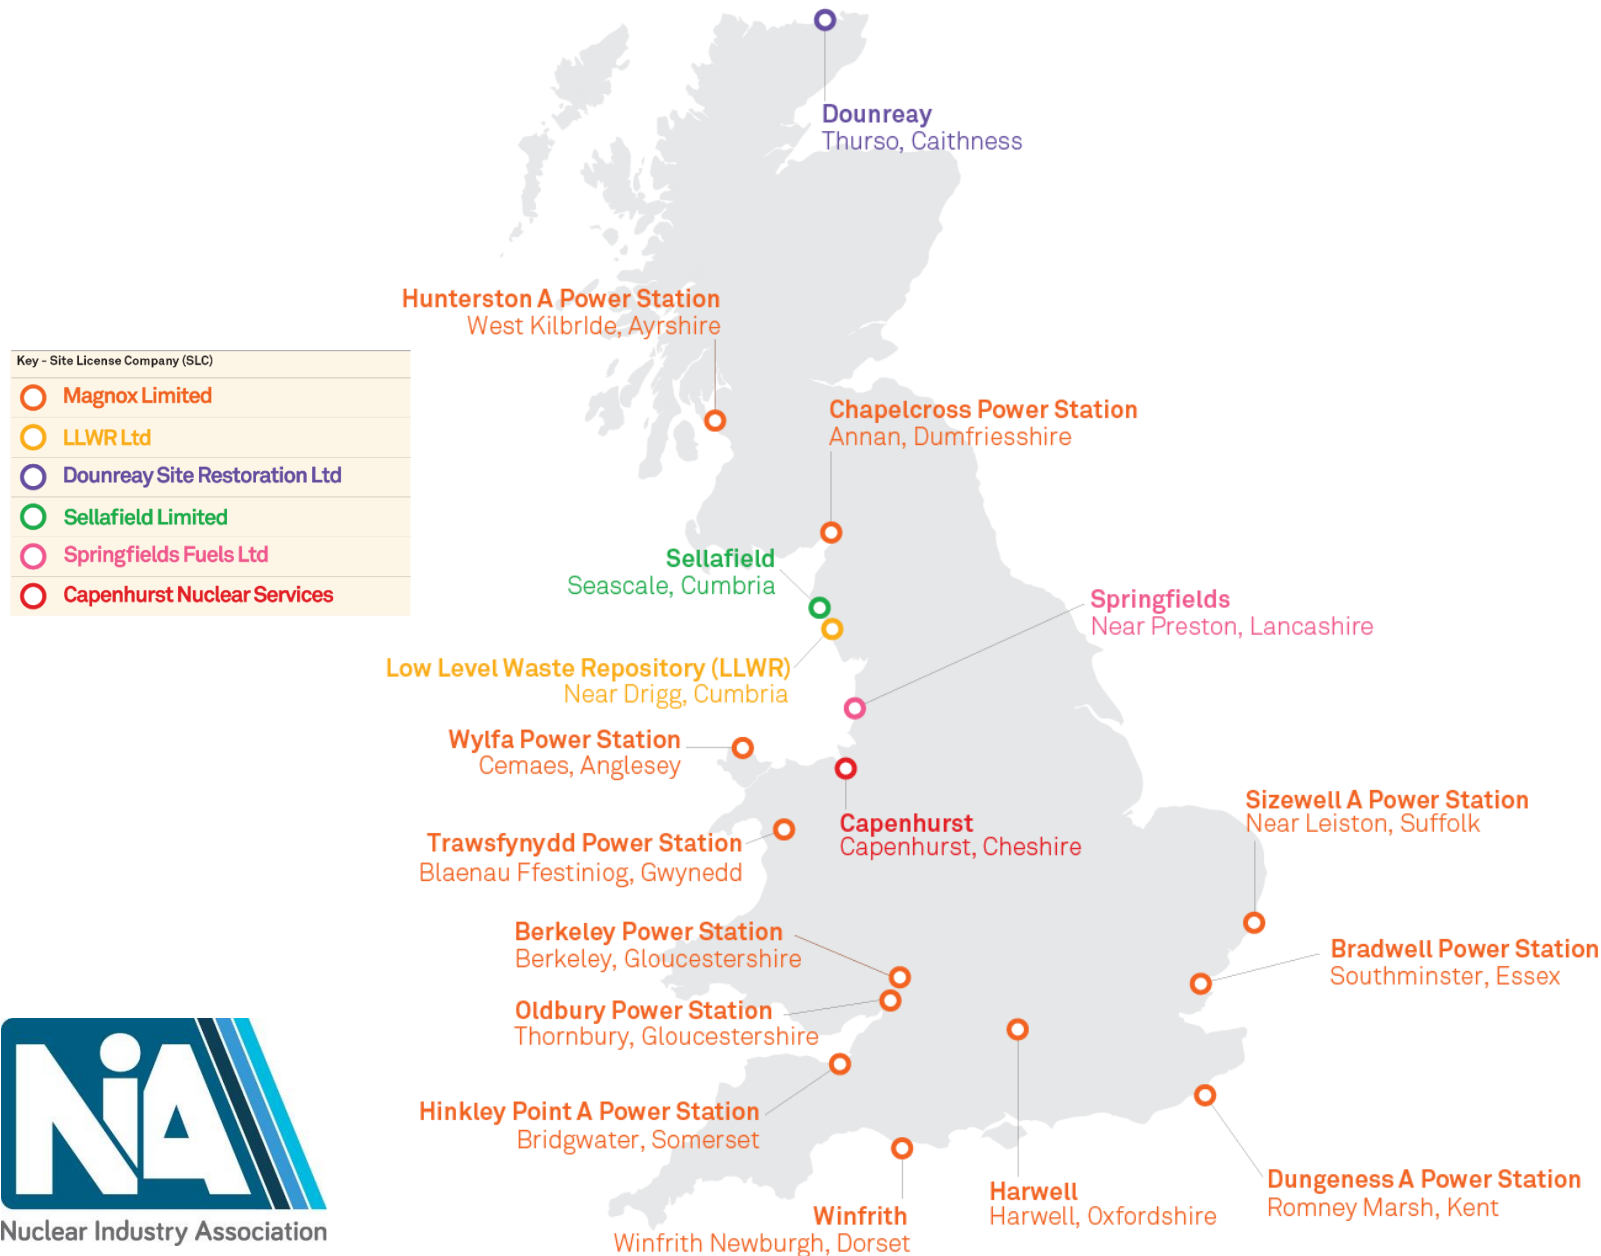 Dounreay
Thurso, Caithness
Hunterston A Power Station
West KilbrIde, Ayrshire
Key - Site License Company (SLC)
Magnox Limited
LLWR Ltd
Dounreay Site Restoration Ltd
Sellafield Limited
Springfields Fuels Ltd
Capenhurst Nuclear Services
Chapelcross Power Station
Annan, Dumfriesshire
Sellafield
Seascale, Cumbria
Springfields
Near Preston, Lancashire
Low Level Waste Repository (LLWR)
Near Drigg, Cumbria
Wylfa Power Station
Cemaes, Anglesey
Capenhurst
Capenhurst, Cheshire
Sizewell A Power Station
Near Leiston, Suffolk
Trawsfynydd Power Station
Blaenau Ffestiniog, Gwynedd
Berkeley Power Station
Berkeley, Gloucestershire
Bradwell Power Station
Southminster, Essex
Oldbury Power Station
Thornbury, Gloucestershire
Hinkley Point A Power Station
Bridgwater, Somerset
Dungeness A Power Station
Romney Marsh, Kent
Harwell
Harwell, Oxfordshire
Winfrith
Winfrith Newburgh, Dorset
NiA
Nuclear Industry Association